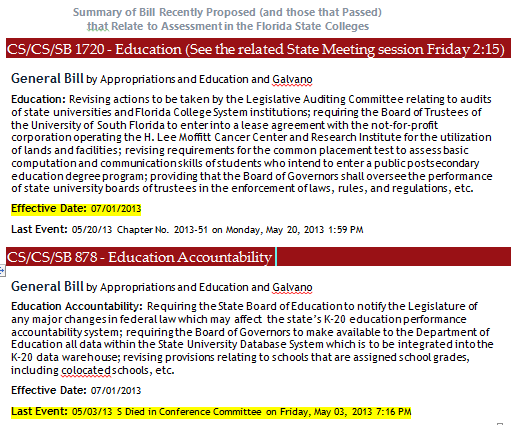 Summary of Bill Recently Proposed (and those that Passed)
that Relate to Assessment in the Florida State Colleges
CS/CS/SB 1720 - Education (See the related State Meeting session Friday 2:15)
General Bill by Appropriations and Education and Galvano
Education: Revising actions to be taken by the Legislative Auditing Committee relating to audits
of state universities and Florida College System institutions; requiring the Board of Trustees of
the University of South Florida to enter into a lease agreement with the not-for-profit
corporation operating the H. Lee Moffitt Cancer Center and Research Institute for the utilization
of lands and facilities; revising requirements for the common placement test to assess basic
computation and communication skills of students who intend to enter a public postsecondary
education degree program; providing that the Board of Governors shall oversee the performance
of state university boards of trustees in the enforcement of laws, rules, and regulations, etc.
Effective Date: 07/01/2013
Last Event: 05/20/13 Chapter No. 2013-51 on Monday, May 20, 2013 1:59 PM
CS/CS/SB 878 - Education Accountability
General Bill by Appropriations and Education and Galvano
Education Accountability: Requiring the State Board of Education to notify the Legislature of
any major changes in federal law which may affect the state's K-20 education performance
accountability system; requiring the Board of Governors to make available to the Department of
Education all data within the State University Database System which is to be integrated into the
K-20 data warehouse; revising provisions relating to schools that are assigned school grades,
including colocated schools, etc.
Effective Date: 07/01/2013
Last Event: 05/03/13 S Died in Conference Committee on Friday, May 03, 2013 7:16 PM